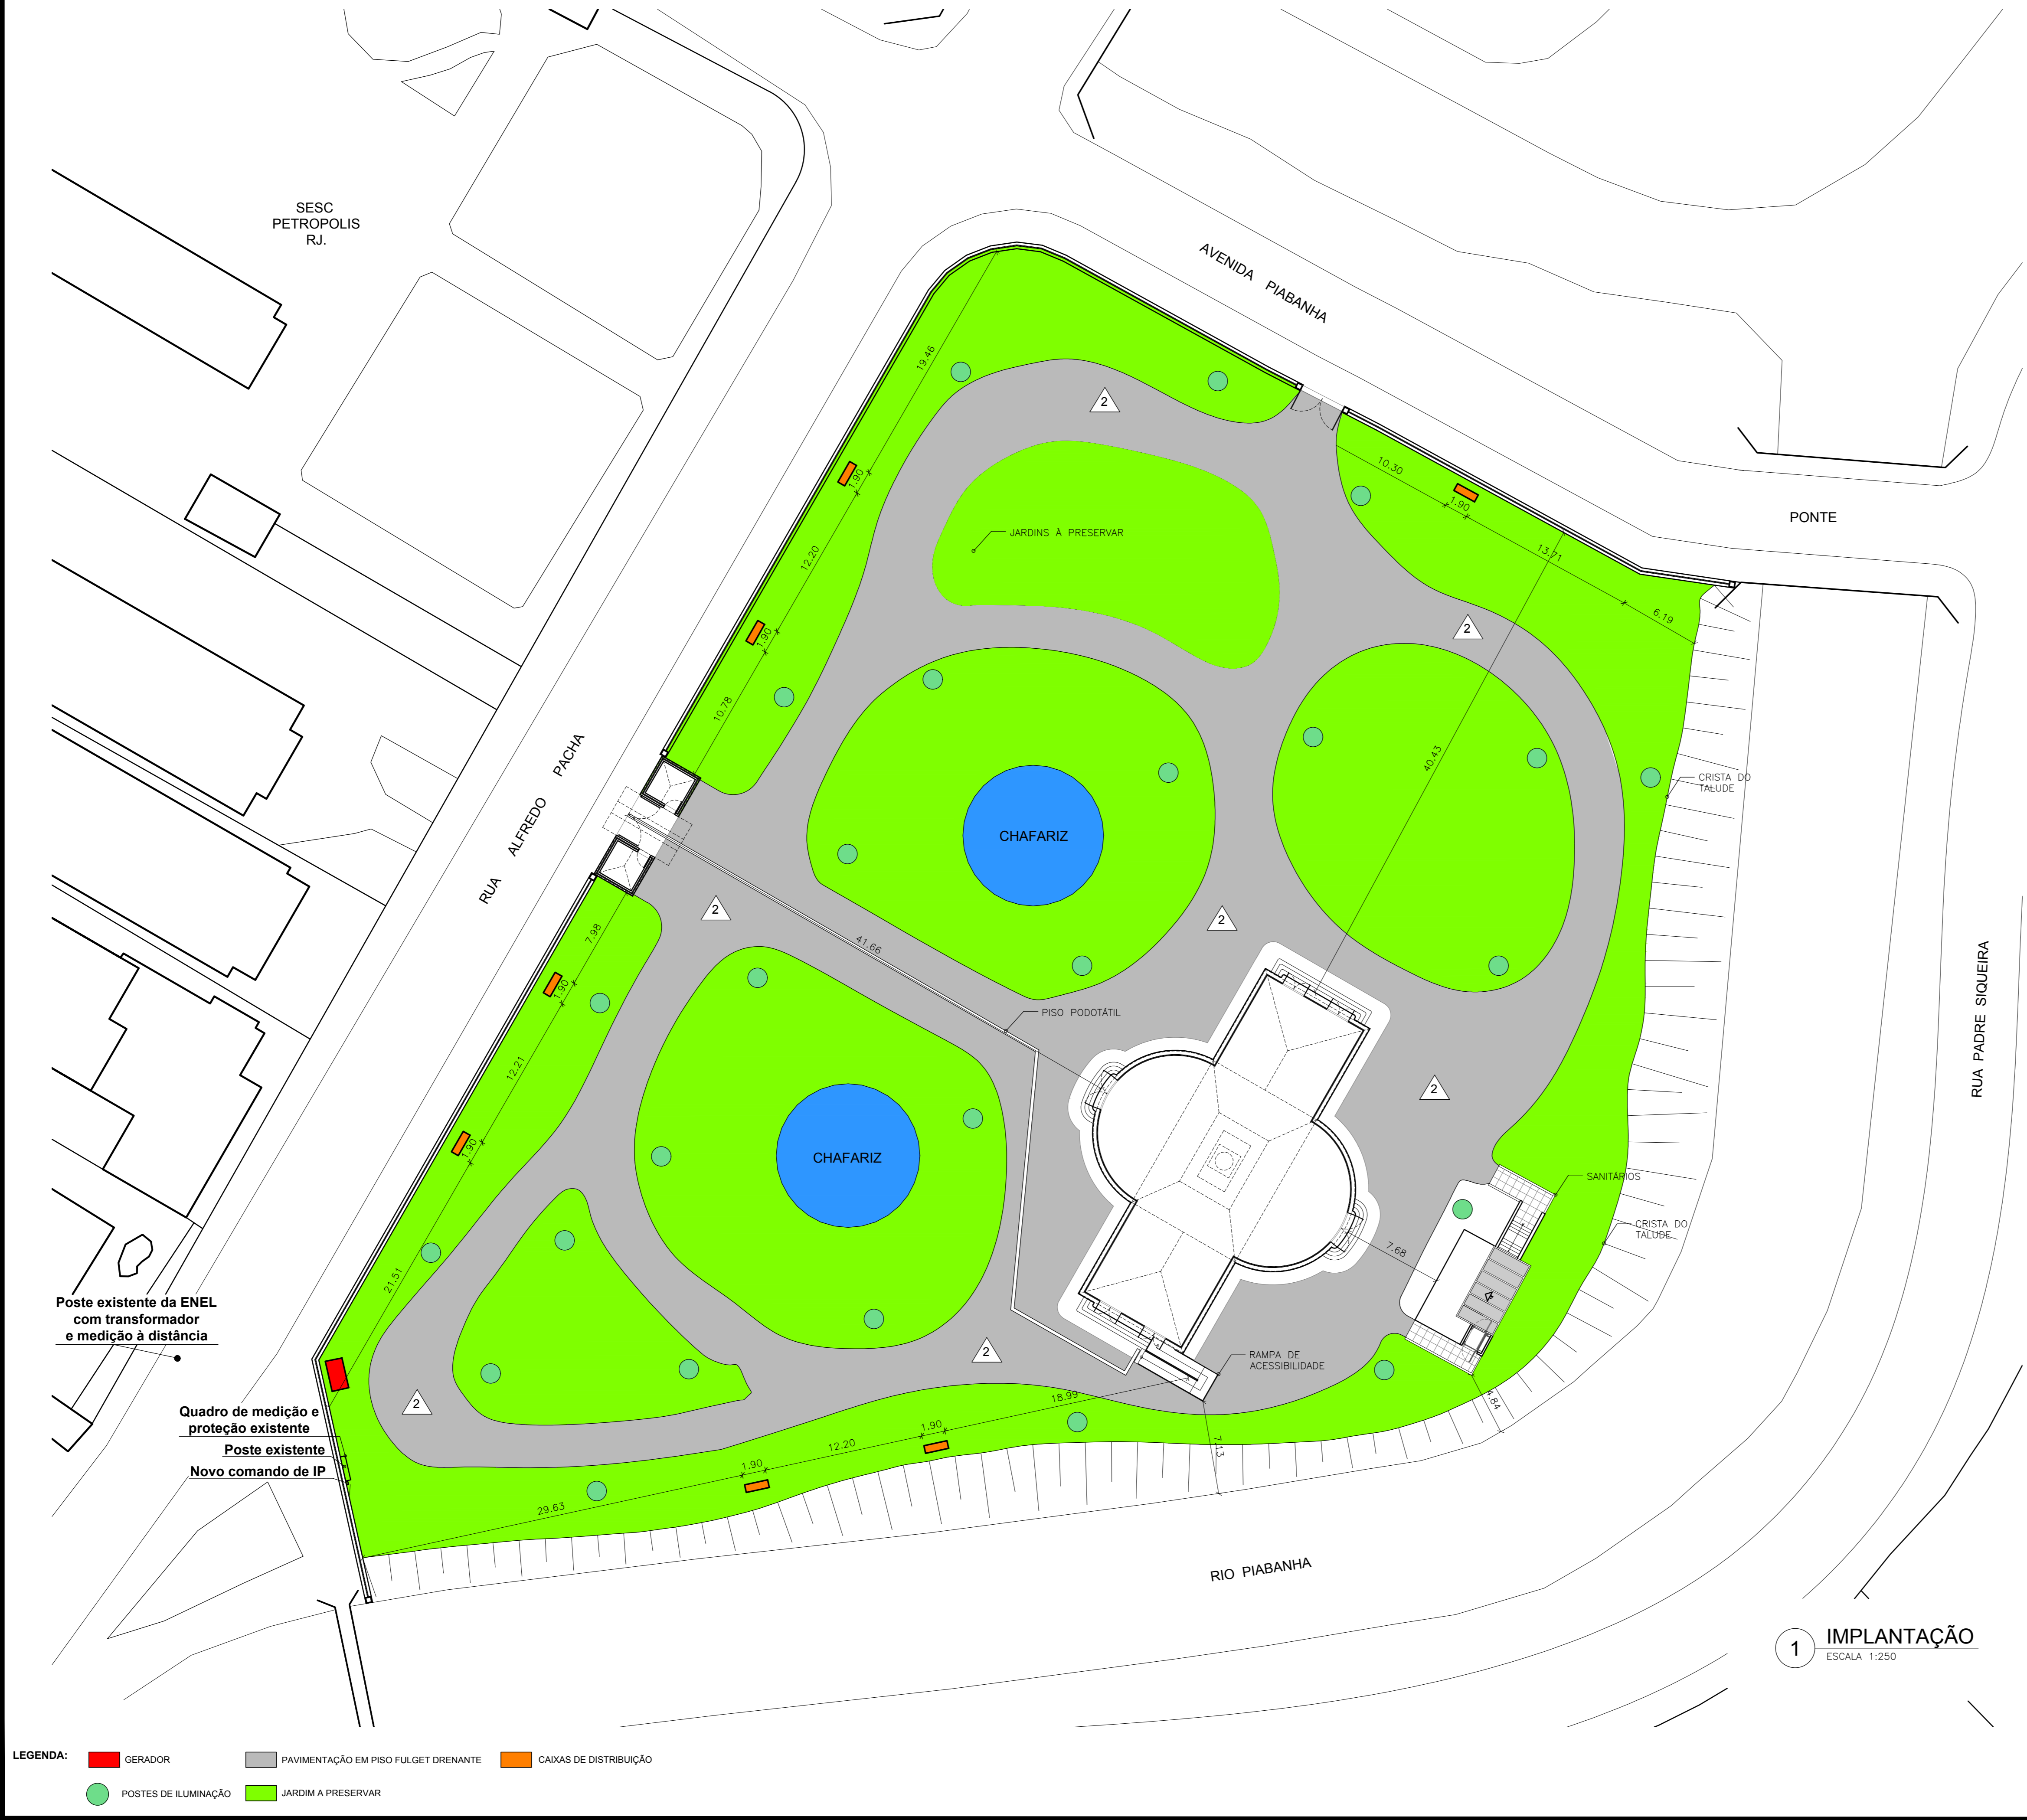 SESC
PETROPOLIS
RJ.
AVENIDA PIABANHA
19.46
2
10.30
1.90
1.90
PONTE
JARDINS À PRESERVAR
13.71
12.20
6.19
2
1.90
10.78
RUA ALFREDO PACHA
40.43
CRISTA DO
TALUDE
CHAFARIZ
2
2
7.98
41.66
1.90
PISO PODOTÁTIL
RUA PADRE SIQUEIRA
12.21
2
1.90
CHAFARIZ
SANITÁRIOS
CRISTA DO
TALUDE
7.68
21.51
Poste existente da ENEL
com transformador
e medição à distância
2
RAMPA DE
ACESSIBILIDADE
2
18.99
4.84
Quadro de medição e
proteção existente
Poste existente
Novo comando de IP
1.90
12.20
7.13
1.90
29.63
RIO PIABANHA
1
IMPLANTAÇÃO
ESCALA 1:250
LEGENDA:
GERADOR
PAVIMENTAÇÃO EM PISO FULGET DRENANTE
CAIXAS DE DISTRIBUIÇÃO
POSTES DE ILUMINAÇÃO
JARDIM A PRESERVAR